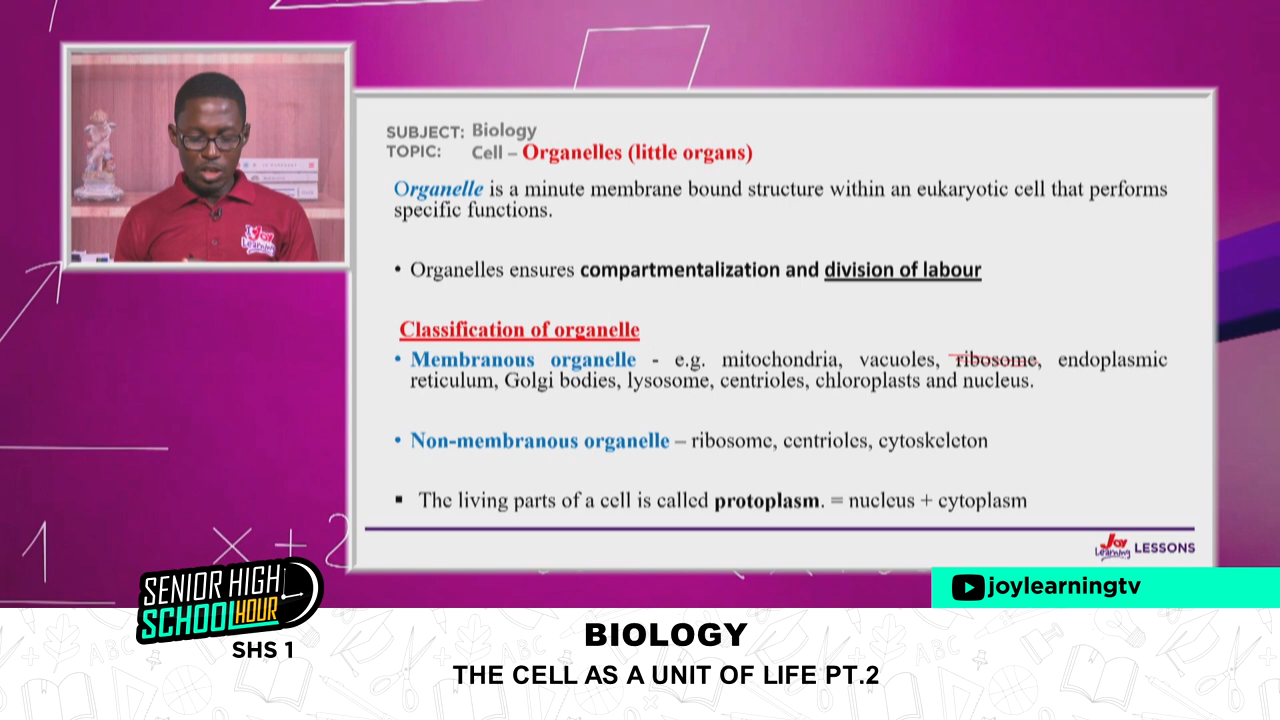 SUBJECT: Biology
TOPIC: Cell – Organelles (little organs)
Organelle is a minute membrane bound structure within an eukaryotic cell that performs
specific functions.
• Organelles ensures compartmentalization and division of labour
Classification of organelle
• Membranous organelle - e.g. mitochondria, vacuoles, ribosome, endoplasmic
reticulum, Golgi bodies, lysosome, centrioles, chloroplasts and nucleus.
• Non-membranous organelle – ribosome, centrioles, cytoskeleton
▪ The living parts of a cell is called protoplasm. = nucleus + cytoplasm
Joy Learning LESSONS
joylearningtv
1 x + 2
SENIOR HIGH
SCHOOL HOUR
SHS 1
BIOLOGY
THE CELL AS A UNIT OF LIFE PT.2